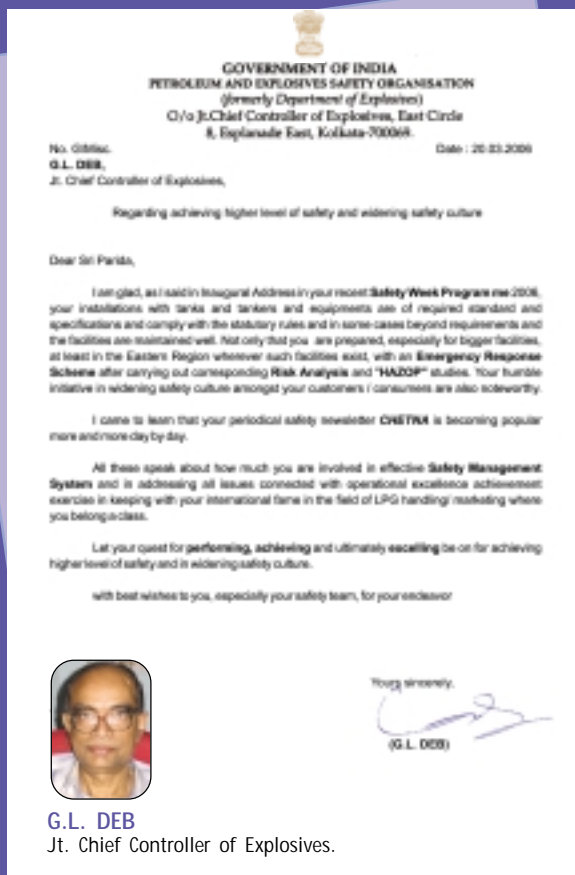 GOVERNMENT OF INDIA
PETROLEUM AND EXPLOSIVES SAFETY ORGANISATION
(formerly Department of Explosives)
O/o Jt.Chief Controller of Explosives, East Circle
8, Esplanade East, Kolkata-700069.
No. G/Misc. Date : 20.03.2006
G.L. DEB,
Jt. Chief Controller of Explosives,
Regarding achieving higher level of safety and widening safety culture
Dear Sri Parida,
I am glad, as I said in Inaugural Address in your recent Safety Week Program me 2006,
your installations with tanks and tankers and equipments are of required standard and
specifications and comply with the statutory rules and in some cases beyond requirements and
the facilities are maintained well. Not only that you are prepared, especially for bigger facilities,
at least in the Eastern Region wherever such facilities exist, with an Emergency Response
Scheme after carrying out corresponding Risk Analysis and "HAZOP" studies. Your humble
initiative in widening safety culture amongst your customers / consumers are also noteworthy.
I came to learn that your periodical safety newsletter CHETNA is becoming popular
more and more day by day.
All these speak about how much you are involved in effective Safety Management
System and in addressing all issues connected with operational excellence achievement
exercise in keeping with your international fame in the field of LPG handling/ marketing where
you belong a class.
Let your quest for performing, achieving and ultimately excelling be on for achieving
higher level of safety and in widening safety culture.
with best wishes to you, especially your safety team, for your endeavor
Yours sincerely,
(G.L. DEB)
G.L. DEB
Jt. Chief Controller of Explosives.